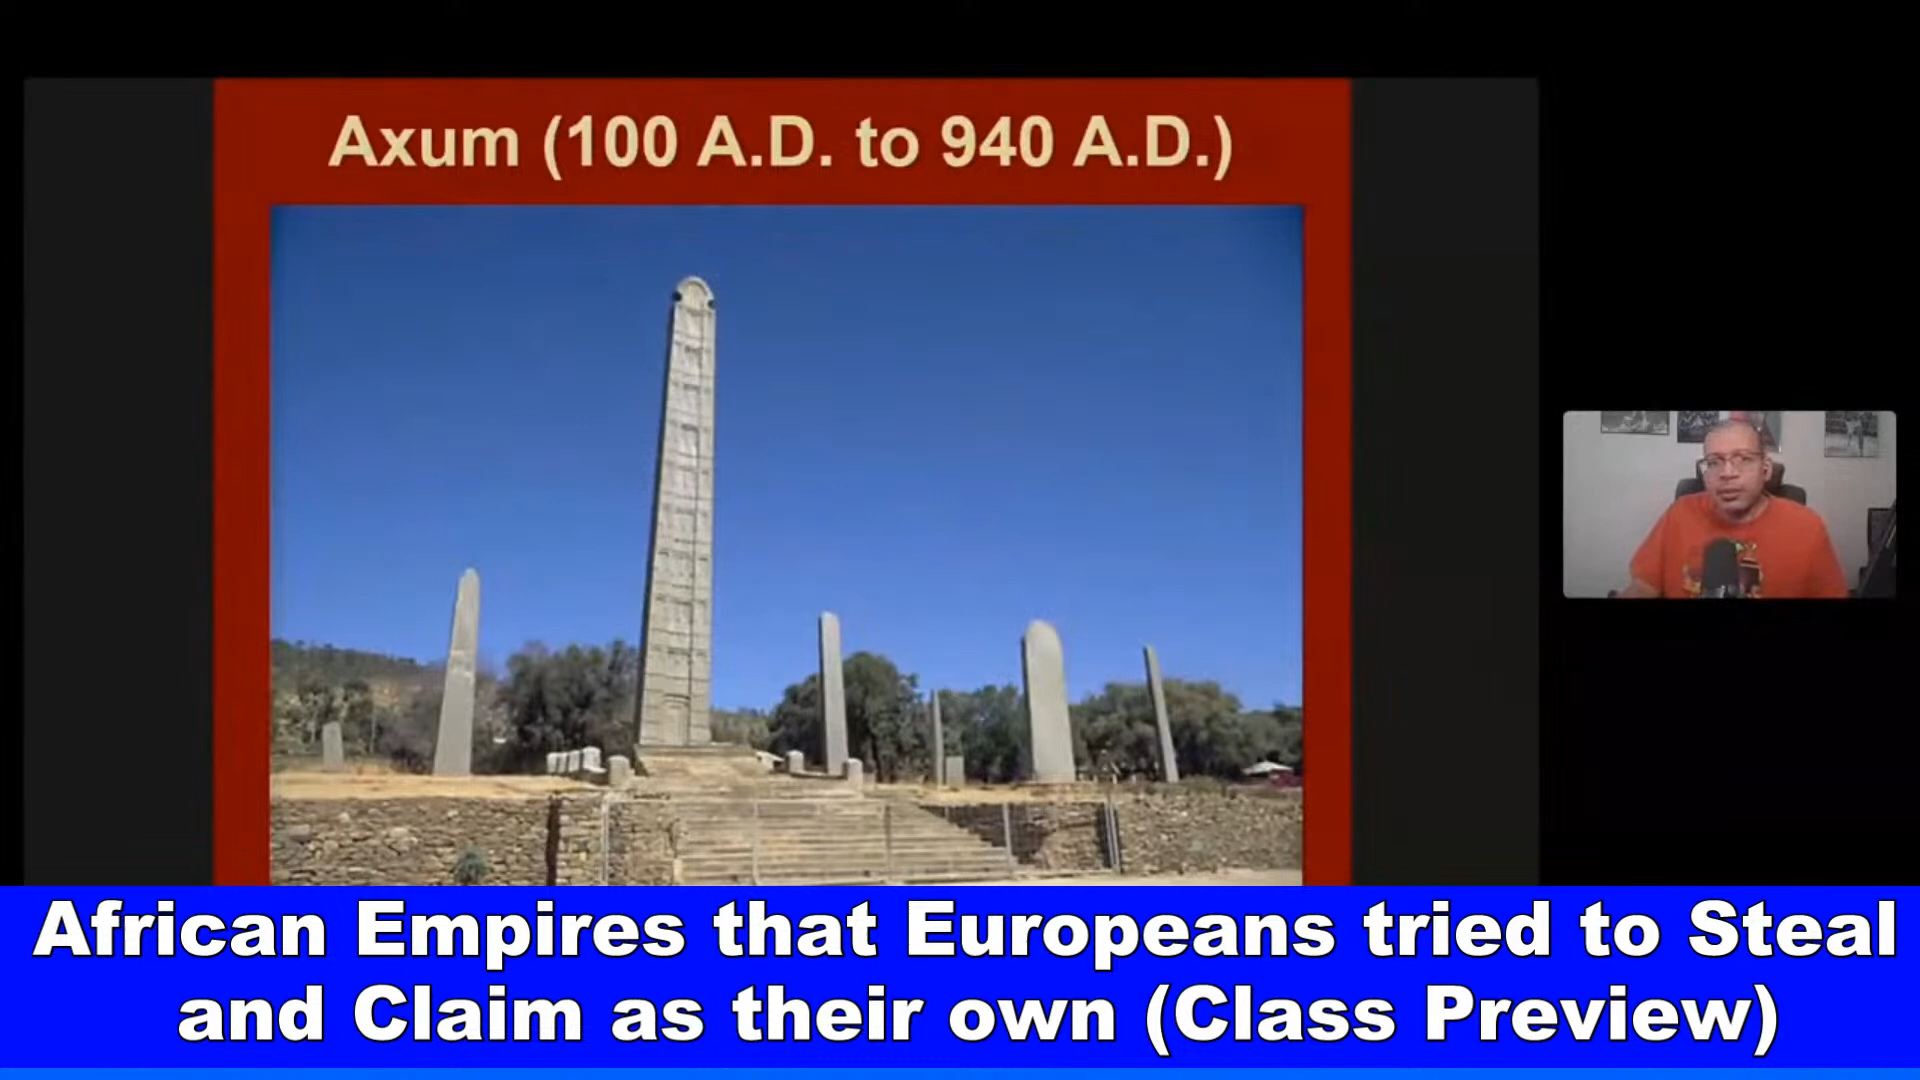 Axum (100 A.D. to 940 A.D.)
African Empires that Europeans tried to Steal
and Claim as their own (Class Preview)